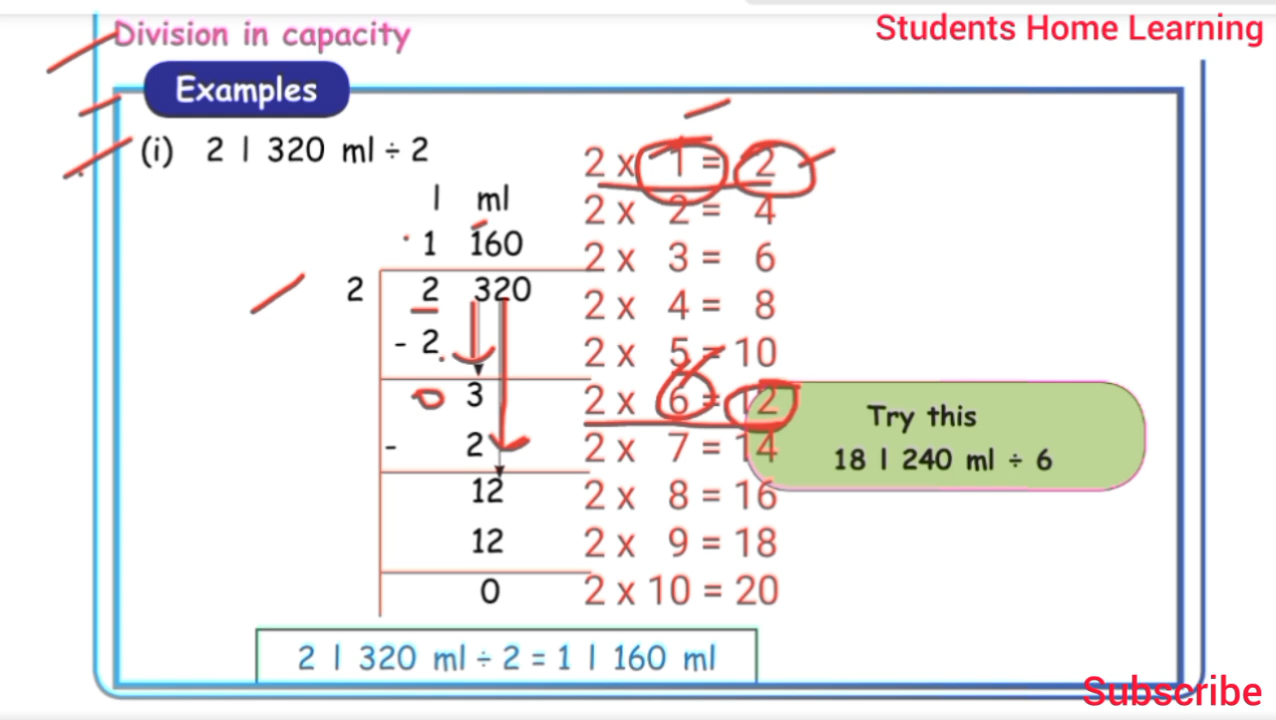 Division in capacity
Students Home Learning
Examples
(i) 2 l 320 ml ÷ 2
l ml
1 160
2 2 320
- 2
0 3
- 2
12
12
0
2 x 1 = 2
2 x 2 = 4
2 x 3 = 6
2 x 4 = 8
2 x 5 = 10
2 x 6 = 12
2 x 7 = 14
2 x 8 = 16
2 x 9 = 18
2 x 10 = 20
Try this
18 l 240 ml ÷ 6
2 l 320 ml ÷ 2 = 1 l 160 ml
Subscribe